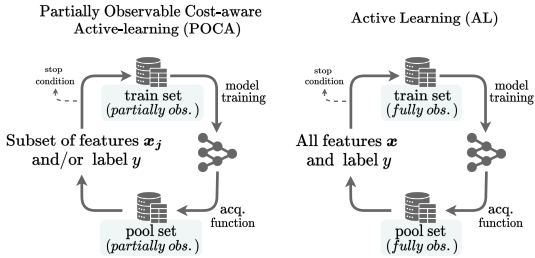 Partially Observable Cost-aware
Active-learning (POCA)
stop
condition
train set
(partially obs.)
model
training
Subset of features x_j
and/or label y
acq.
function
pool set
(partially obs.)
Active Learning (AL)
stop
condition
train set
(fully obs.)
model
training
All features x
and label y
acq.
function
pool set
(fully obs.)